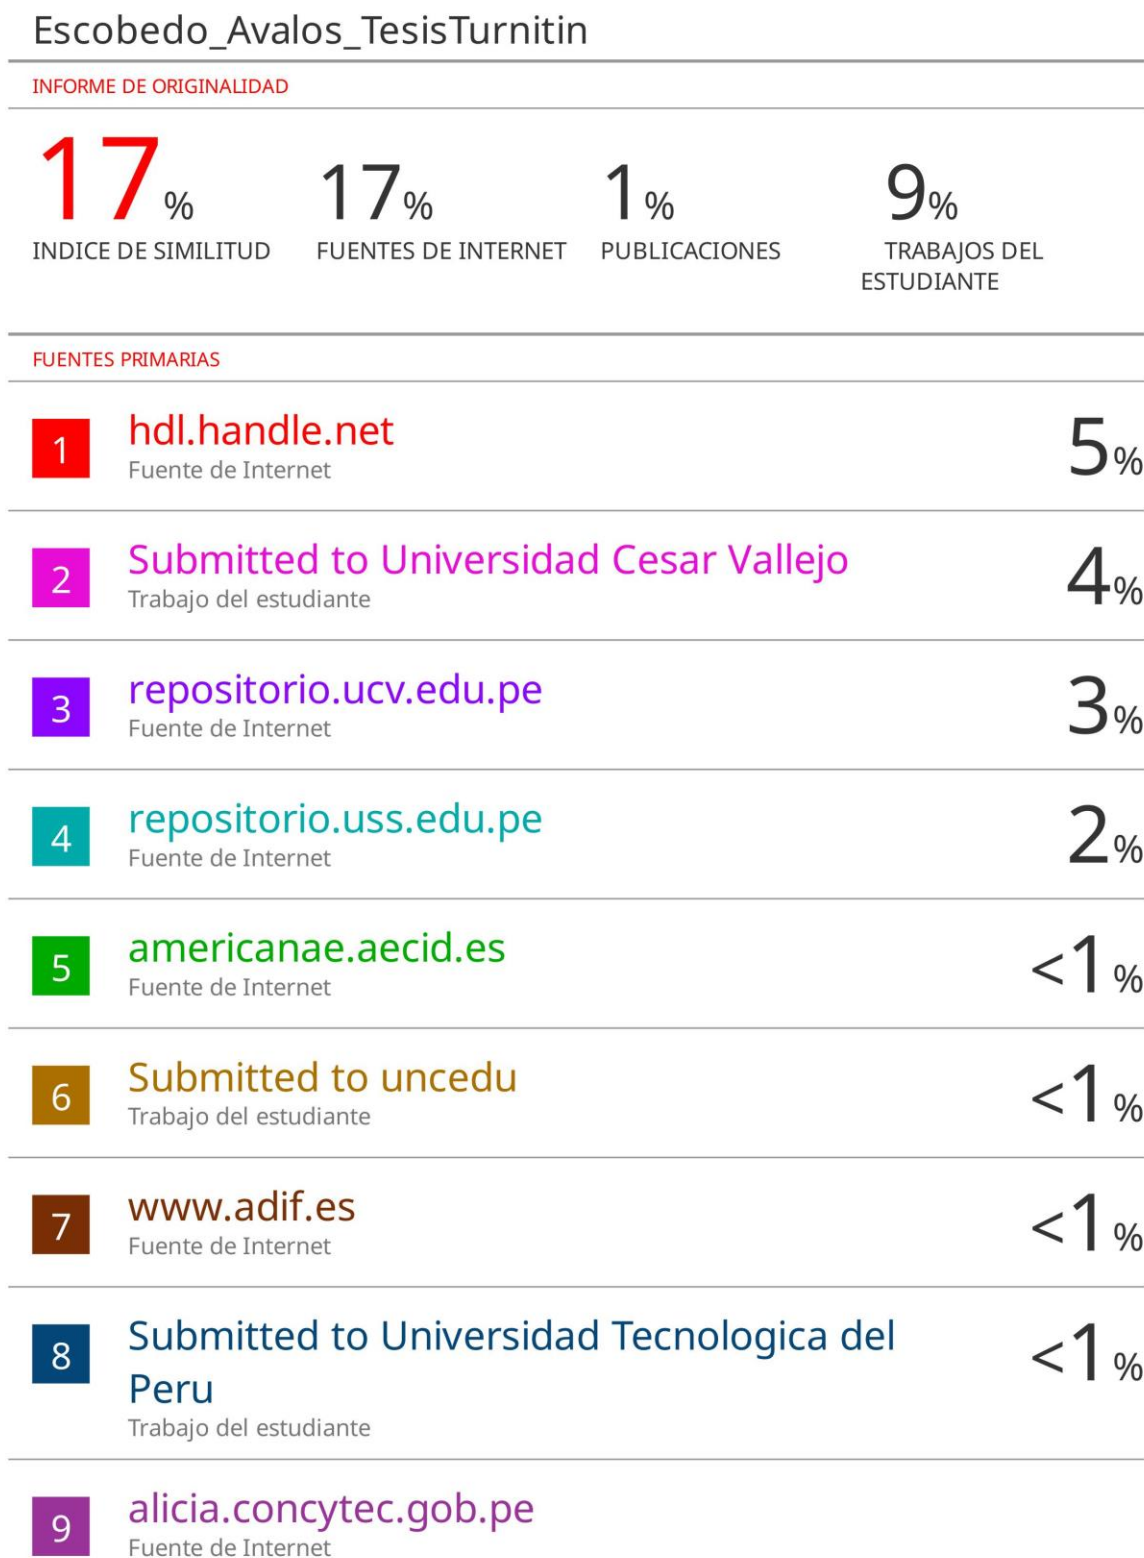 Escobedo_Avalos_TesisTurnitin
INFORME DE ORIGINALIDAD
17% 17% 1% 9%
INDICE DE SIMILITUD FUENTES DE INTERNET PUBLICACIONES TRABAJOS DEL
ESTUDIANTE
FUENTES PRIMARIAS
1 hdl.handle.net 5%
Fuente de Internet
2 Submitted to Universidad Cesar Vallejo 4%
Trabajo del estudiante
3 repositorio.ucv.edu.pe 3%
Fuente de Internet
4 repositorio.uss.edu.pe 2%
Fuente de Internet
5 americanae.aecid.es <1%
Fuente de Internet
6 Submitted to uncedu <1%
Trabajo del estudiante
7 www.adif.es <1%
Fuente de Internet
8 Submitted to Universidad Tecnologica del <1%
Peru
Trabajo del estudiante
9 alicia.concytec.gob.pe
Fuente de Internet